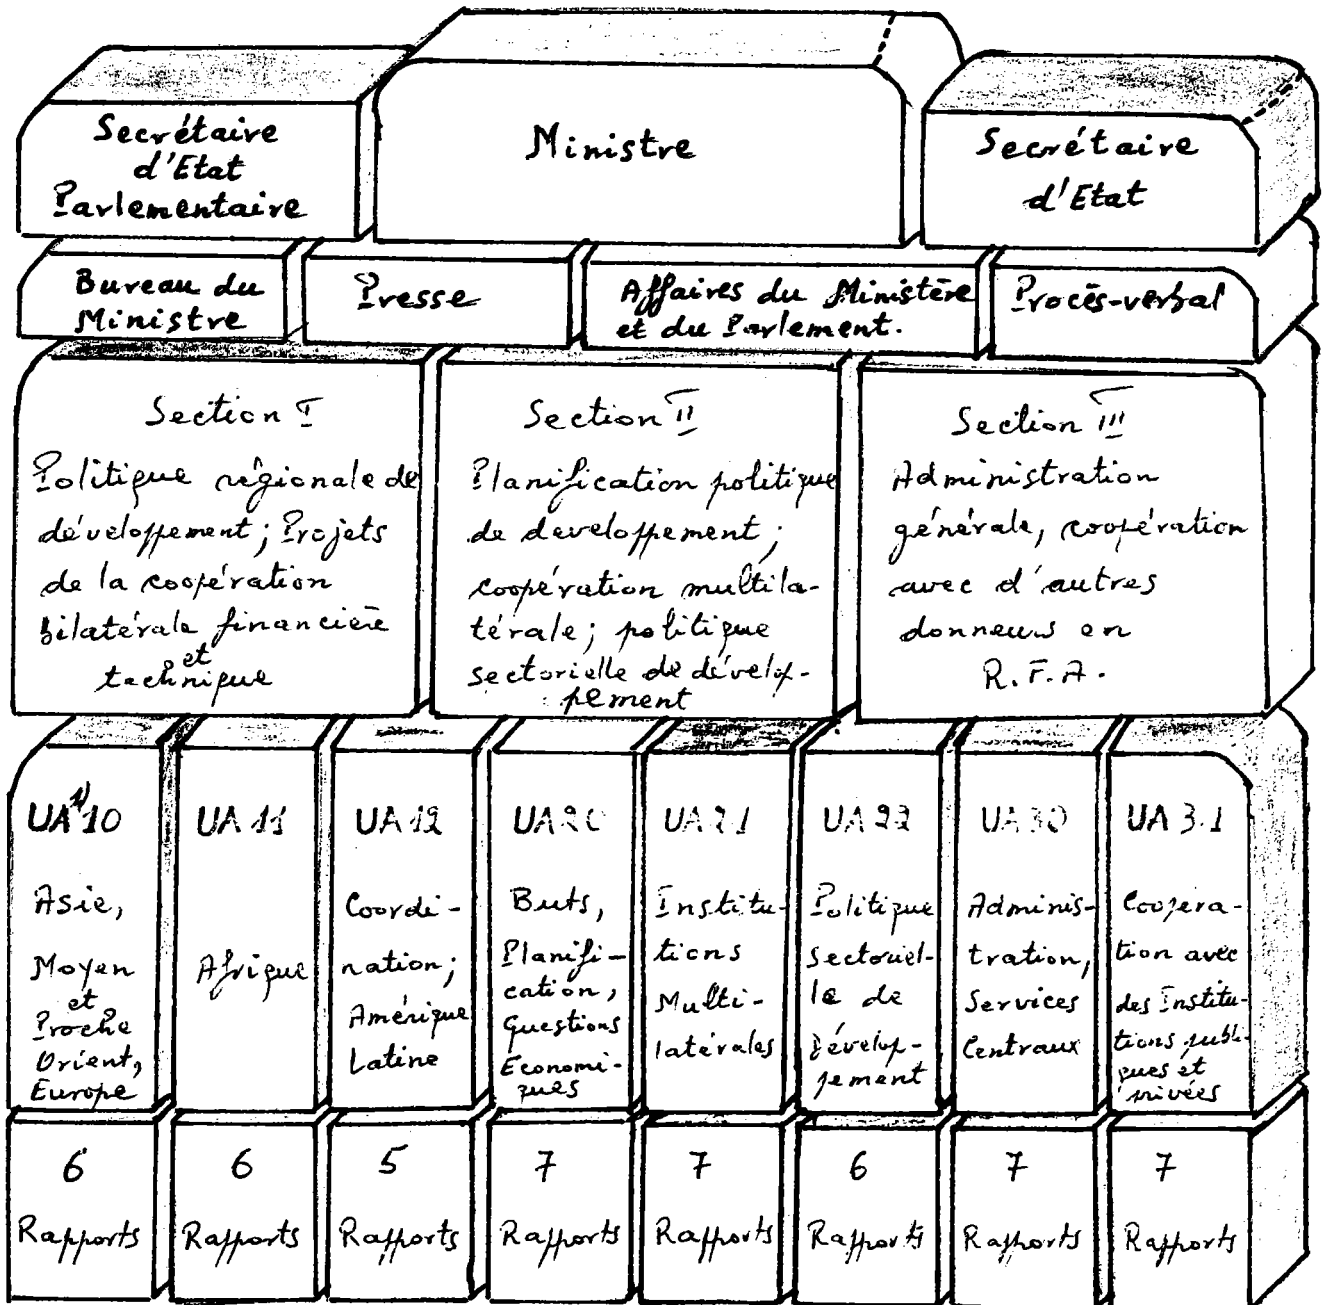 Secrétaire
d'Etat
Parlementaire
Ministre
Secrétaire
d'Etat
Bureau du
Ministre
Presse
Affaires du Ministère
et du Parlement.
Procès-verbal
Section I
Politique régionale de
développement; Projets
de la coopération
bilatérale financière
et
technique
Section II
Planification politique
de developpement;
coopération multila-
térale; politique
sectorielle de dévelop-
pement
Section III
Administration
générale, coopération
avec d'autres
donneurs en
R.F.A.
UA 1) 10
Asie,
Moyen
et
Proche
Orient,
Europe
UA 11
Afrique
UA 12
Coordi-
nation;
Amérique
Latine
UA 20
Buts,
Planifi-
cation,
Questions
Economi-
ques
UA 21
Institu-
tions
Multi-
latérales
UA 22
Politique
sectoriel-
le de
Dévelop-
pement
UA 30
Adminis-
tration,
Services
Centraux
UA 31
Coopera-
tion avec
des Institu-
tions publi-
ques et
privées
6
Rapports
6
Rapports
5
Rapports
7
Rapports
7
Rapports
6
Rapports
7
Rapports
7
Rapports